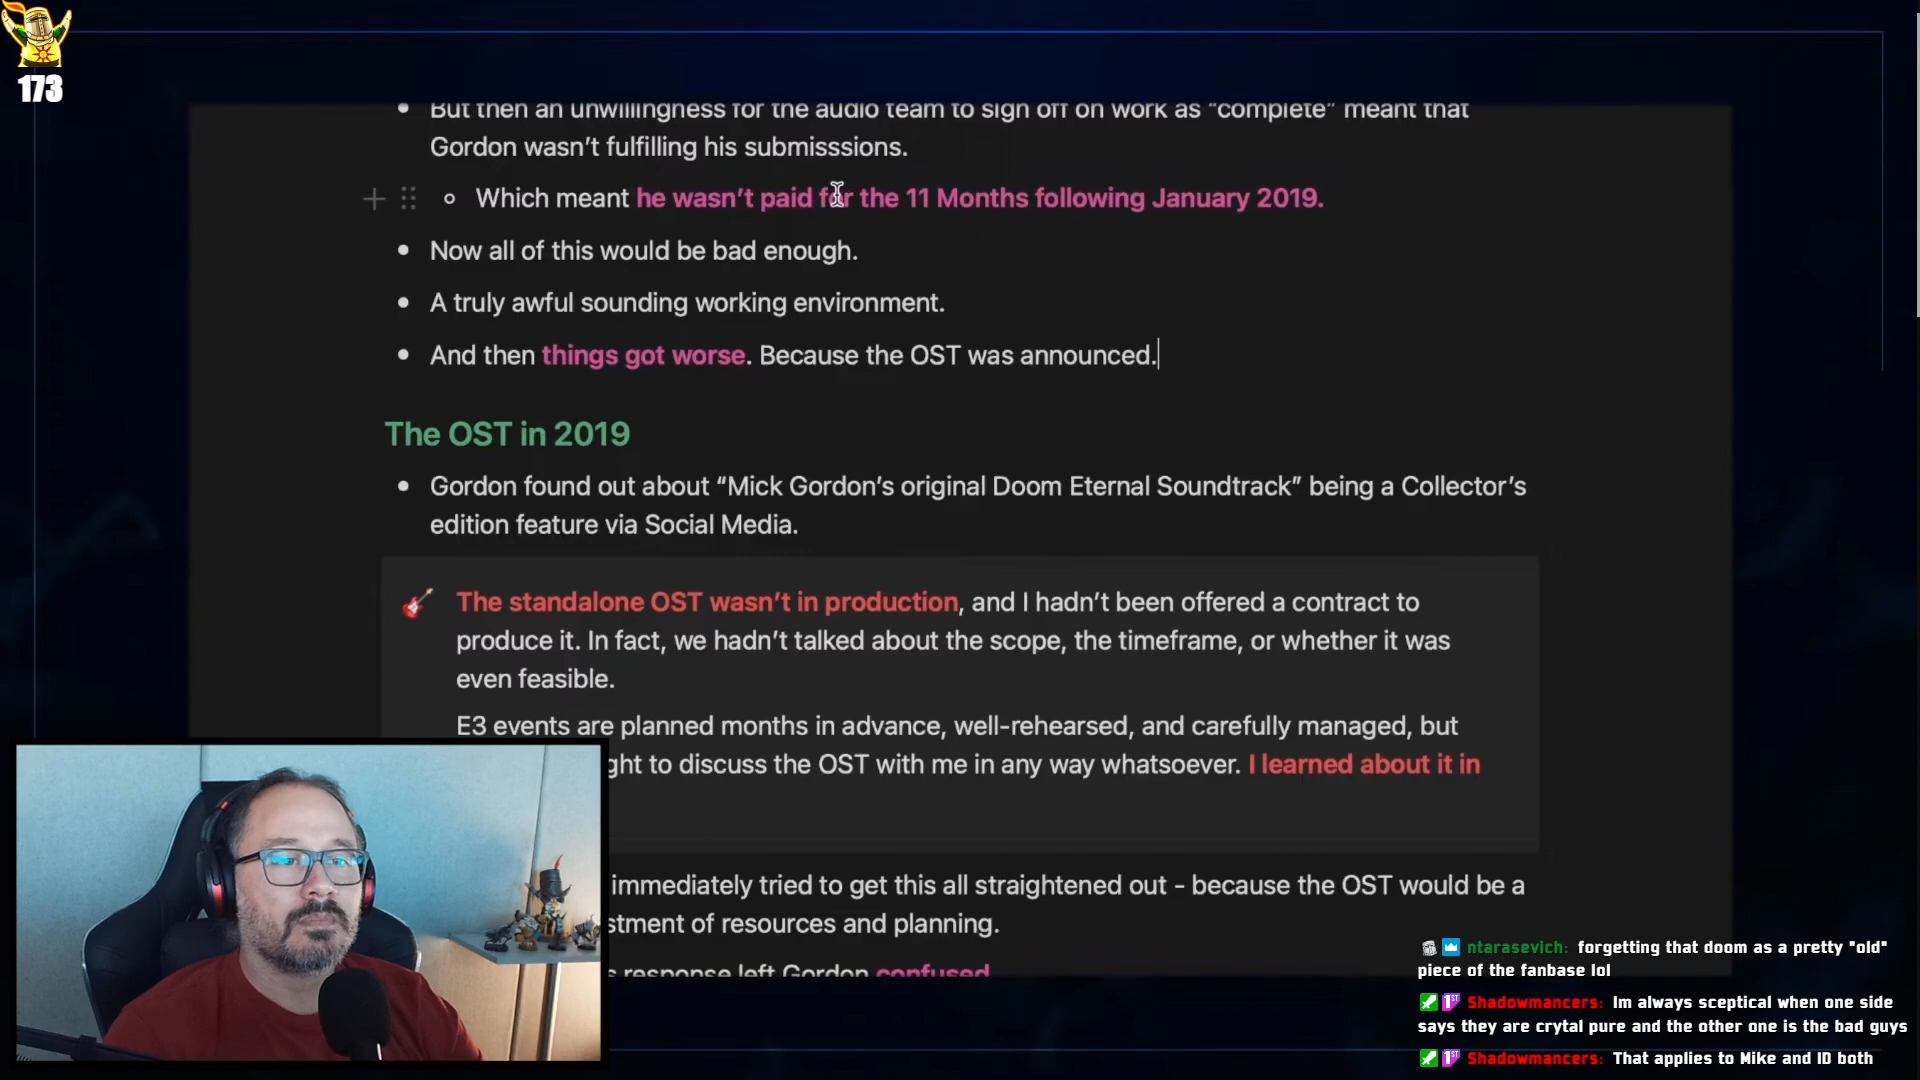 173
But then an unwillingness for the audio team to sign off on work as “complete” meant that
Gordon wasn’t fulfilling his submisssions.
Which meant he wasn’t paid for the 11 Months following January 2019.
Now all of this would be bad enough.
A truly awful sounding working environment.
And then things got worse. Because the OST was announced.
The OST in 2019
Gordon found out about “Mick Gordon’s original Doom Eternal Soundtrack” being a Collector’s
edition feature via Social Media.
The standalone OST wasn’t in production, and I hadn’t been offered a contract to
produce it. In fact, we hadn’t talked about the scope, the timeframe, or whether it was
even feasible.
E3 events are planned months in advance, well-rehearsed, and carefully managed, but
ght to discuss the OST with me in any way whatsoever. I learned about it in
immediately tried to get this all straightened out - because the OST would be a
stment of resources and planning.
s response left Gordon confused
ntarasevich: forgetting that doom as a pretty "old"
piece of the fanbase lol
1ST Shadowmancers: Im always sceptical when one side
says they are crytal pure and the other one is the bad guys
1ST Shadowmancers: That applies to Mike and ID both